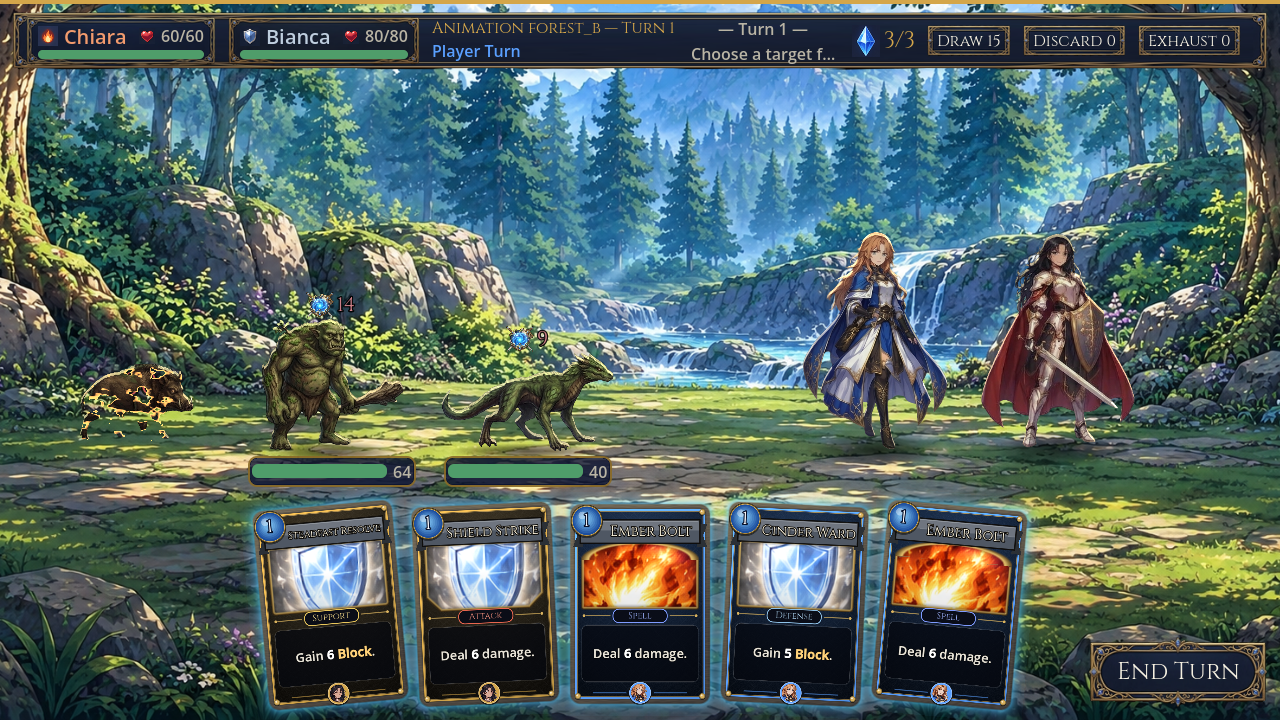 Chiara 60/60
Bianca 80/80
Animation forest_b — Turn 1
Player Turn
— Turn 1 —
Choose a target f...
3/3
Draw 15
Discard 0
Exhaust 0
14
9
64
40
1
Steadfast Resolve
Support
Gain 6 Block.
1
Shield Strike
Attack
Deal 6 damage.
1
Ember Bolt
Spell
Deal 6 damage.
1
Cinder Ward
Defense
Gain 5 Block.
1
Ember Bolt
Spell
Deal 6 damage.
End Turn